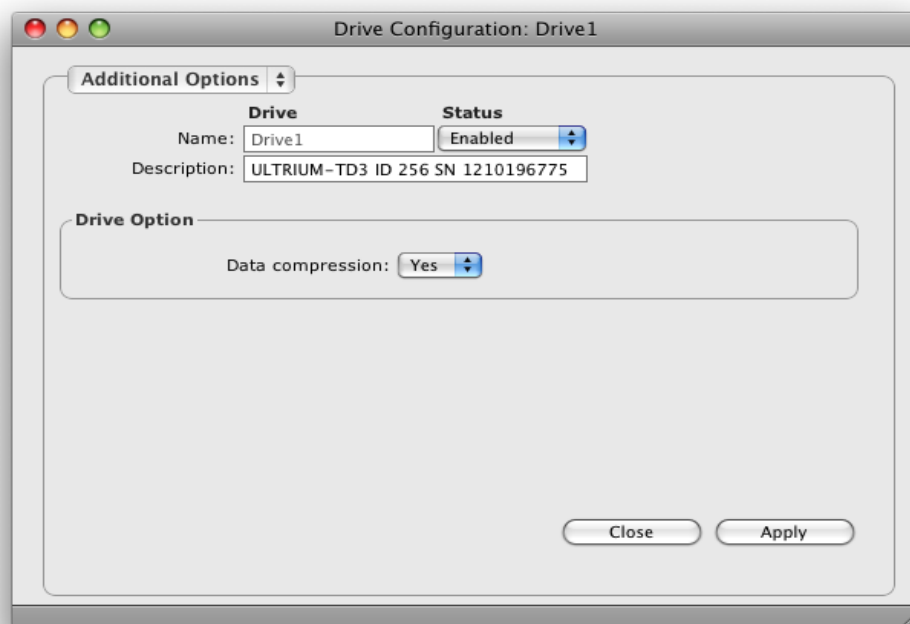 Drive Configuration: Drive1
Additional Options
Drive Status
Name: Drive1 Enabled
Description: ULTRIUM-TD3 ID 256 SN 1210196775
Drive Option
Data compression: Yes
Close Apply